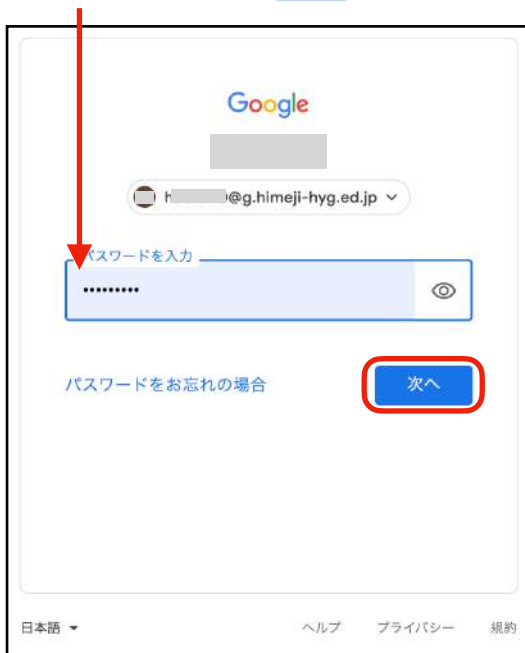 Google
h @g.himeji-hyg.ed.jp
パスワードを入力
•••••••••
パスワードをお忘れの場合
次へ
日本語
ヘルプ プライバシー 規約